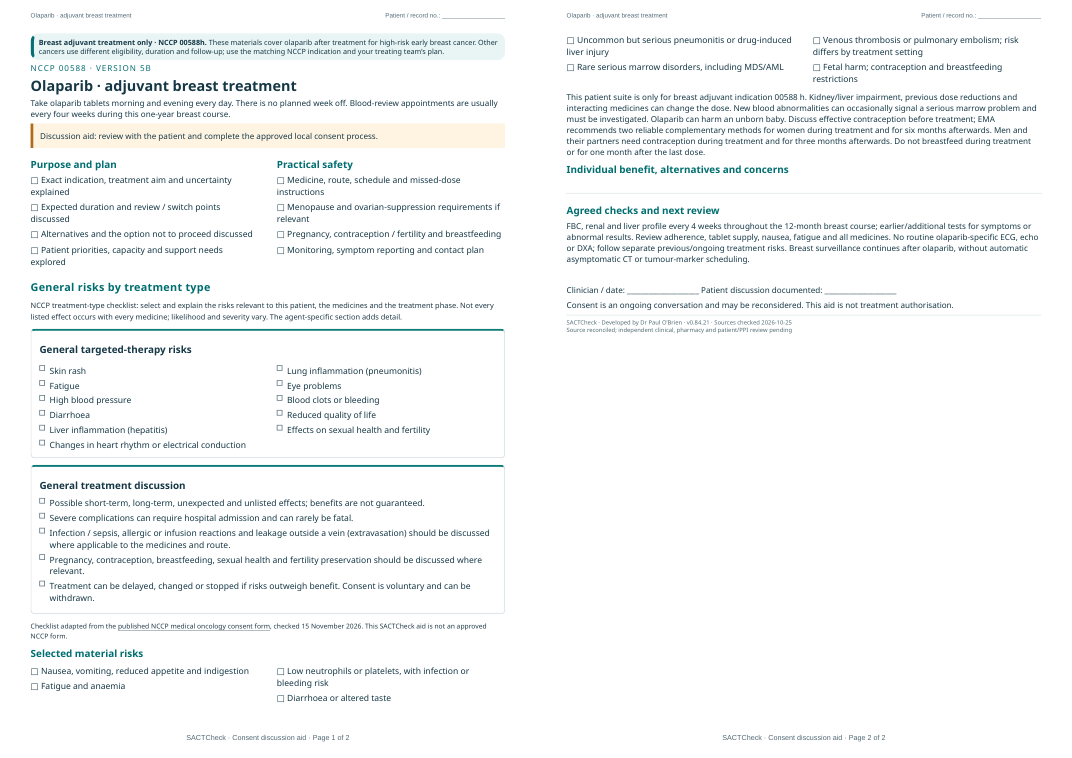 Olaparib · adjuvant breast treatment
Patient / record no.: ___________________
Breast adjuvant treatment only · NCCP 00588h. These materials cover olaparib after treatment for high-risk early breast cancer. Other
cancers use different eligibility, duration and follow-up; use the matching NCCP indication and your treating team's plan.
NCCP 00588 · VERSION 5B
Olaparib · adjuvant breast treatment
Take olaparib tablets morning and evening every day. There is no planned week off. Blood-review appointments are usually
every four weeks during this one-year breast course.
Discussion aid: review with the patient and complete the approved local consent process.
Purpose and plan
☐ Exact indication, treatment aim and uncertainty
explained
☐ Expected duration and review / switch points
discussed
☐ Alternatives and the option not to proceed discussed
☐ Patient priorities, capacity and support needs
explored
Practical safety
☐ Medicine, route, schedule and missed-dose
instructions
☐ Menopause and ovarian-suppression requirements if
relevant
☐ Pregnancy, contraception / fertility and breastfeeding
☐ Monitoring, symptom reporting and contact plan
General risks by treatment type
NCCP treatment-type checklist: select and explain the risks relevant to this patient, the medicines and the treatment phase. Not every
listed effect occurs with every medicine; likelihood and severity vary. The agent-specific section adds detail.
General targeted-therapy risks
☐ Skin rash
☐ Fatigue
☐ High blood pressure
☐ Diarrhoea
☐ Liver inflammation (hepatitis)
☐ Changes in heart rhythm or electrical conduction
☐ Lung inflammation (pneumonitis)
☐ Eye problems
☐ Blood clots or bleeding
☐ Reduced quality of life
☐ Effects on sexual health and fertility
General treatment discussion
☐ Possible short-term, long-term, unexpected and unlisted effects; benefits are not guaranteed.
☐ Severe complications can require hospital admission and can rarely be fatal.
☐ Infection / sepsis, allergic or infusion reactions and leakage outside a vein (extravasation) should be discussed
where applicable to the medicines and route.
☐ Pregnancy, contraception, breastfeeding, sexual health and fertility preservation should be discussed where
relevant.
☐ Treatment can be delayed, changed or stopped if risks outweigh benefit. Consent is voluntary and can be
withdrawn.
Checklist adapted from the published NCCP medical oncology consent form, checked 15 November 2026. This SACTCheck aid is not an approved
NCCP form.
Selected material risks
☐ Nausea, vomiting, reduced appetite and indigestion
☐ Fatigue and anaemia
☐ Low neutrophils or platelets, with infection or
bleeding risk
☐ Diarrhoea or altered taste
SACTCheck · Consent discussion aid · Page 1 of 2
Olaparib · adjuvant breast treatment
Patient / record no.: ___________________
☐ Uncommon but serious pneumonitis or drug-induced
liver injury
☐ Rare serious marrow disorders, including MDS/AML
☐ Venous thrombosis or pulmonary embolism; risk
differs by treatment setting
☐ Fetal harm; contraception and breastfeeding
restrictions
This patient suite is only for breast adjuvant indication 00588 h. Kidney/liver impairment, previous dose reductions and
interacting medicines can change the dose. New blood abnormalities can occasionally signal a serious marrow problem and
must be investigated. Olaparib can harm an unborn baby. Discuss effective contraception before treatment; EMA
recommends two reliable complementary methods for women during treatment and for six months afterwards. Men and
their partners need contraception during treatment and for three months afterwards. Do not breastfeed during treatment
or for one month after the last dose.
Individual benefit, alternatives and concerns
Agreed checks and next review
FBC, renal and liver profile every 4 weeks throughout the 12-month breast course; earlier/additional tests for symptoms or
abnormal results. Review adherence, tablet supply, nausea, fatigue and all medicines. No routine olaparib-specific ECG, echo
or DXA; follow separate previous/ongoing treatment risks. Breast surveillance continues after olaparib, without automatic
asymptomatic CT or tumour-marker scheduling.
Clinician / date: ____________________ Patient discussion documented: ____________________
Consent is an ongoing conversation and may be reconsidered. This aid is not treatment authorisation.
SACTCheck · Developed by Dr Paul O'Brien · v0.84.21 · Sources checked 2026-10-25
Source reconciled; independent clinical, pharmacy and patient/PPI review pending
SACTCheck · Consent discussion aid · Page 2 of 2